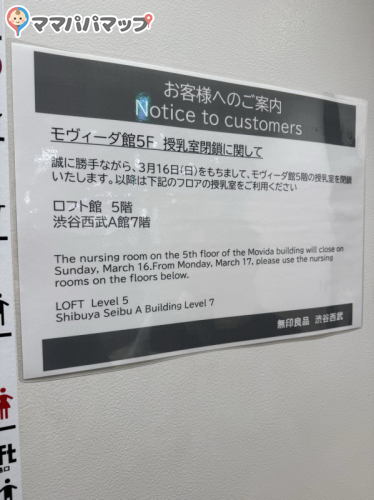 ママパパマップ
お客様へのご案内
Notice to customers
モヴィーダ館5F 授乳室閉鎖に関して
誠に勝手ながら、3月16日(日)をもちまして、モヴィーダ館5階の授乳室を閉鎖
いたします。以降は下記のフロアの授乳室をご利用ください
ロフト館 5階
渋谷西武A館7階
The nursing room on the 5th floor of the Movida building will close on
Sunday, March 16.From Monday, March 17, please use the nursing
rooms on the floors below.
LOFT Level 5
Shibuya Seibu A Building Level 7
無印良品 渋谷西武